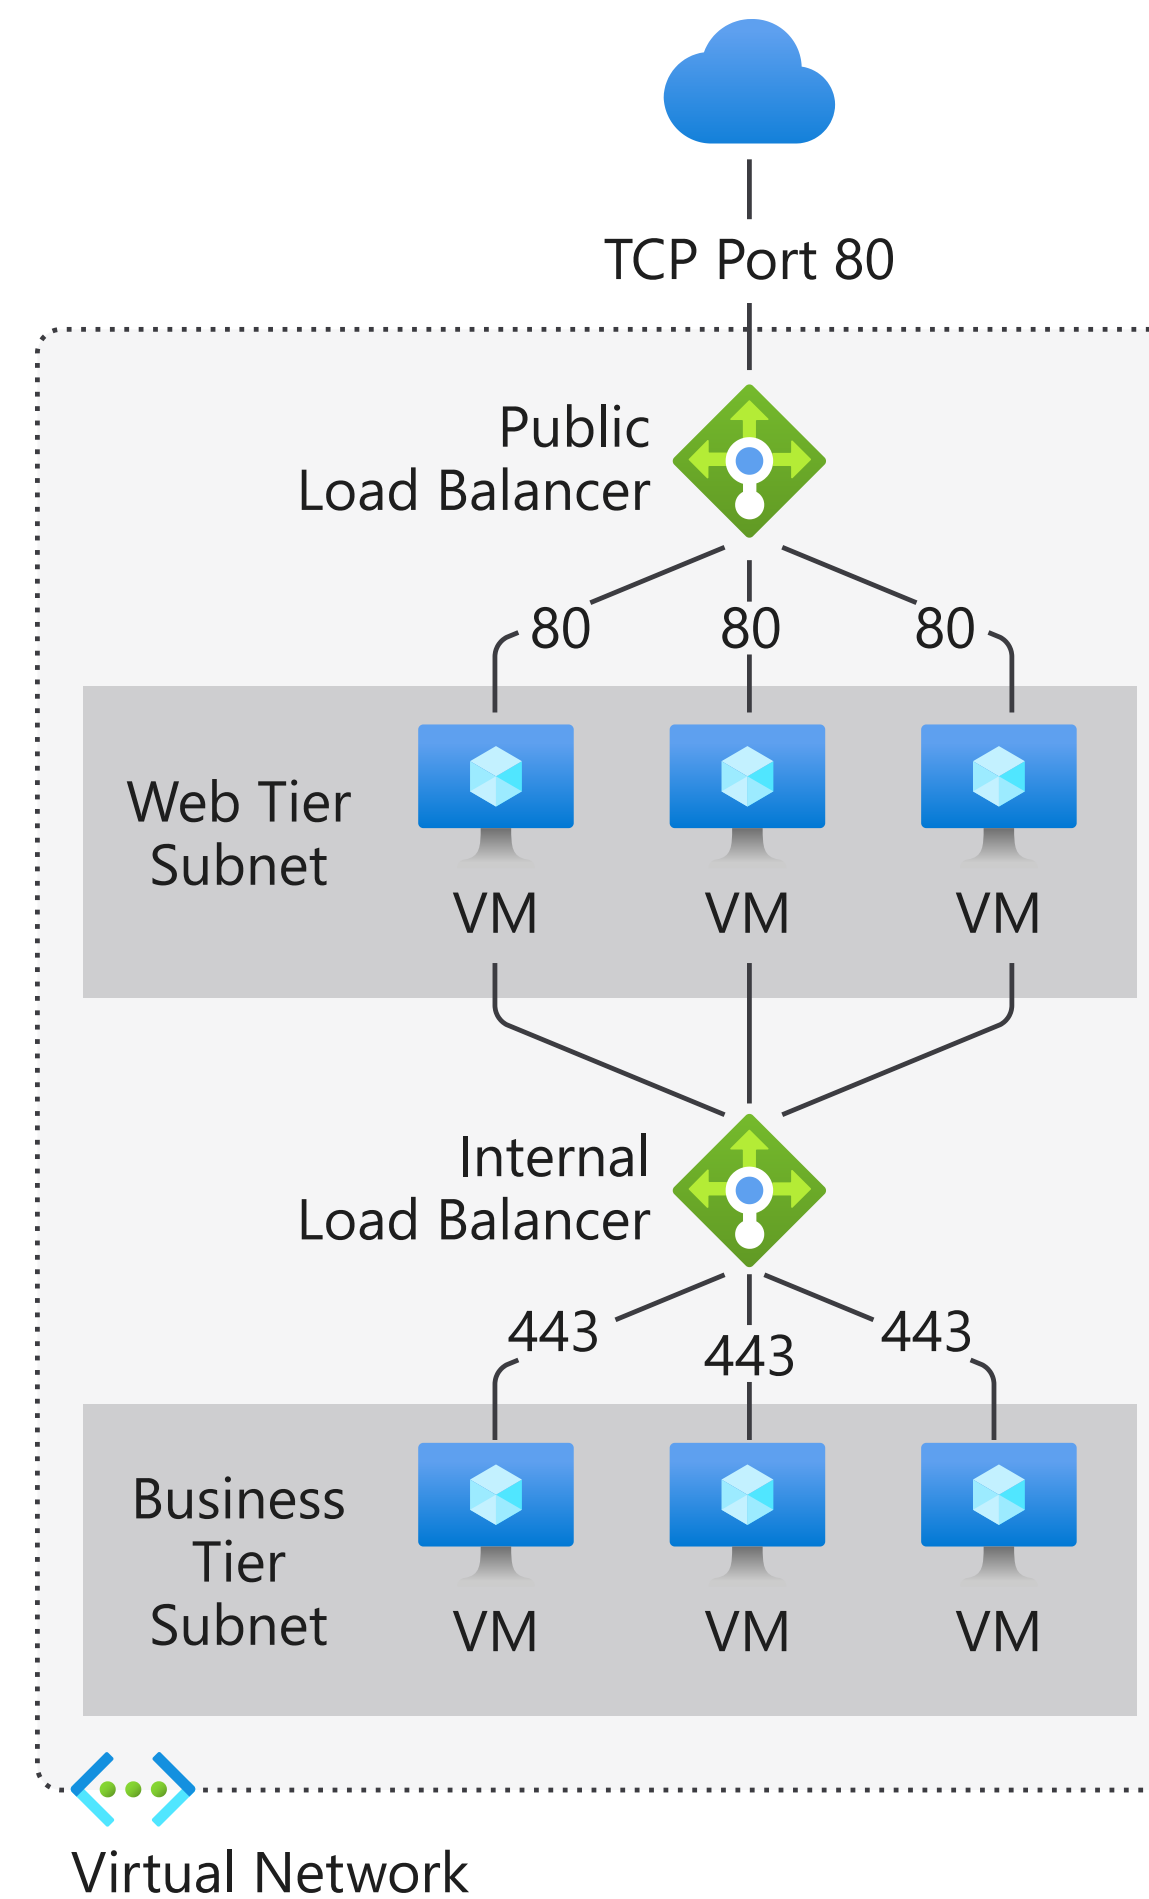 TCP Port 80
Public
Load Balancer
80 80 80
Web Tier
Subnet
VM VM VM
Internal
Load Balancer
443 443 443
Business
Tier
Subnet
VM VM VM
Virtual Network